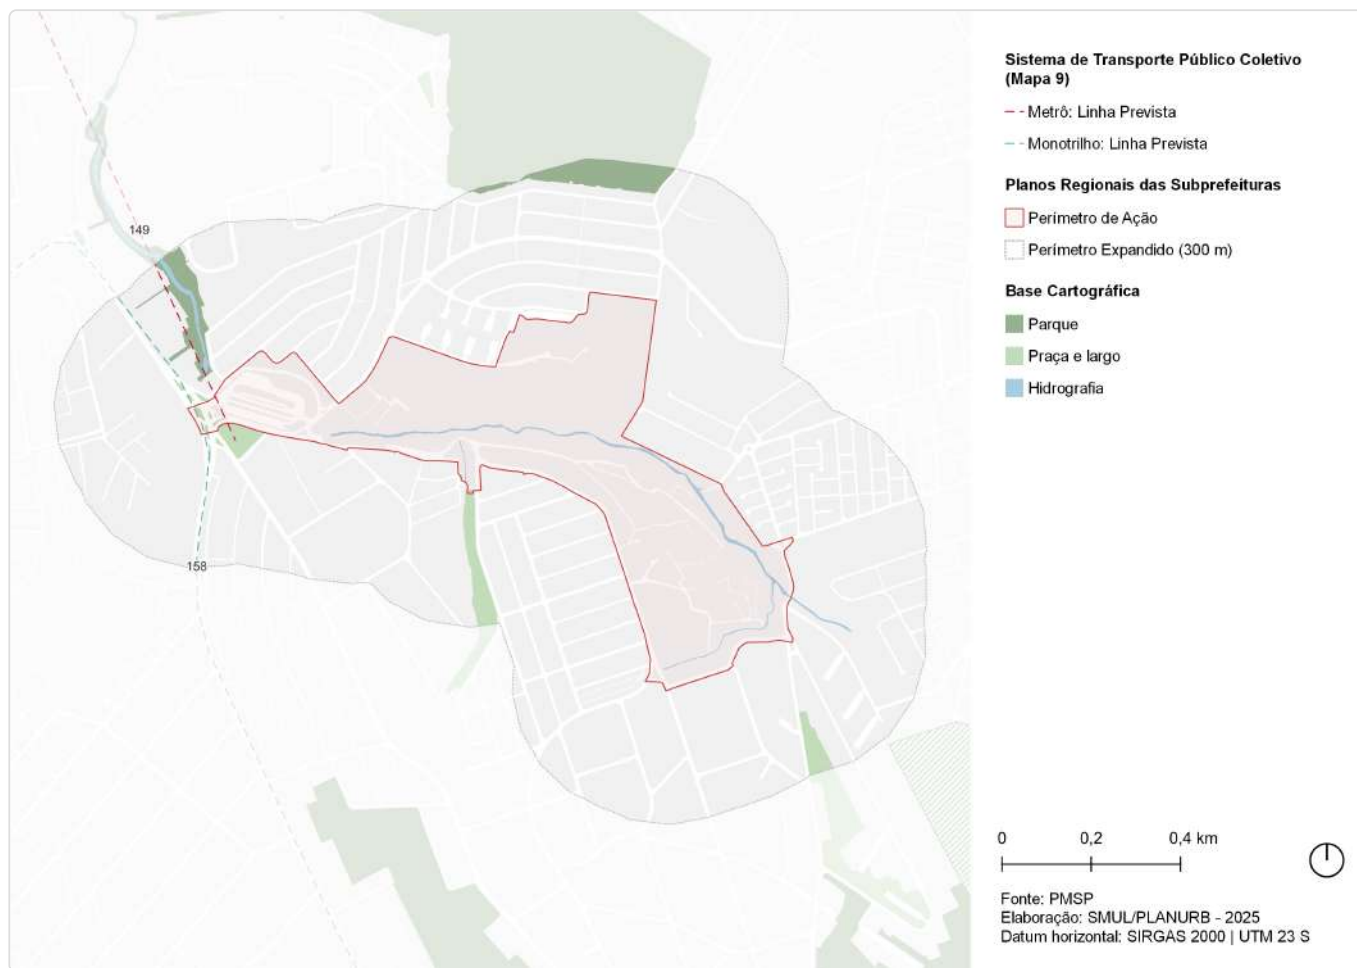 149
158
Sistema de Transporte Público Coletivo
(Mapa 9)
Metrô: Linha Prevista
Monotrilho: Linha Prevista
Planos Regionais das Subprefeituras
Perímetro de Ação
Perímetro Expandido (300 m)
Base Cartográfica
Parque
Praça e largo
Hidrografia
0 0,2 0,4 km
Fonte: PMSP
Elaboração: SMUL/PLANURB - 2025
Datum horizontal: SIRGAS 2000 | UTM 23 S